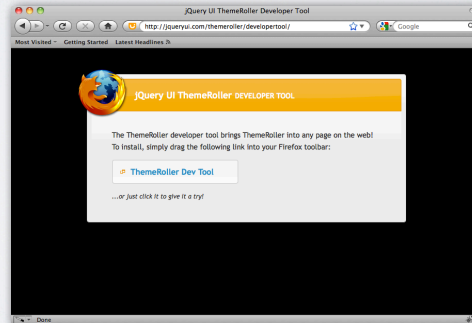 jQuery UI ThemeRoller Developer Tool
http://jqueryui.com/themeroller/developertool/
Google
Most Visited Getting Started Latest Headlines
jQuery UI ThemeRoller DEVELOPER TOOL
The ThemeRoller developer tool brings ThemeRoller into any page on the web!
To install, simply drag the following link into your Firefox toolbar:
ThemeRoller Dev Tool
...or just click it to give it a try!
Done